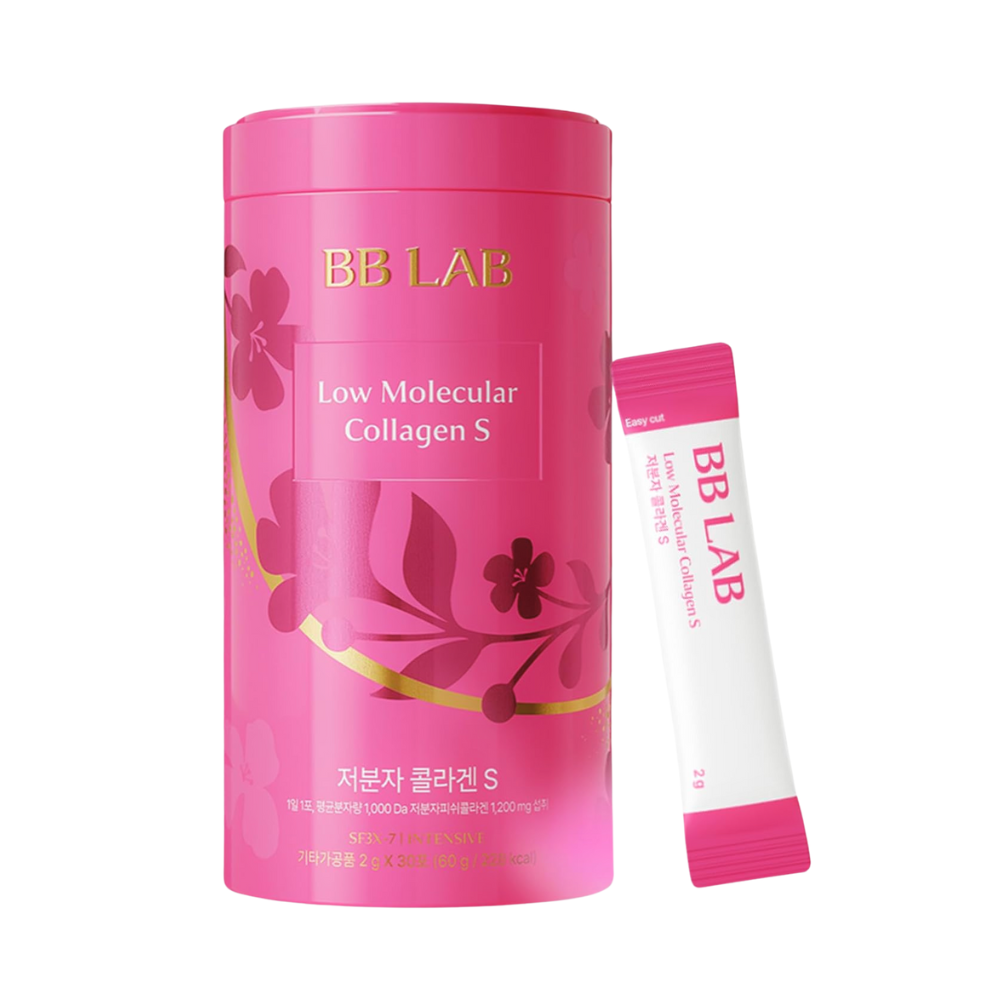 BB LAB
Low Molecular
Collagen S
저분자 콜라겐 S
1일 1포, 평균분자량 1,000 Da 저분자피쉬콜라겐 1,200 mg 섭취
INTENSIVE
기타가공품 2 g X 30포 (60 g / kcal)
Easy cut
BB LAB
Low Molecular Collagen S
저분자 콜라겐 S
2 g